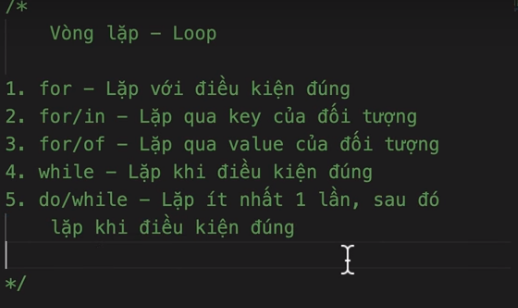 /*
Vòng lặp – Loop
1. for – Lặp với điều kiện đúng
2. for/in – Lặp qua key của đối tượng
3. for/of – Lặp qua value của đối tượng
4. while – Lặp khi điều kiện đúng
5. do/while – Lặp ít nhất 1 lần, sau đó
lặp khi điều kiện đúng
*/